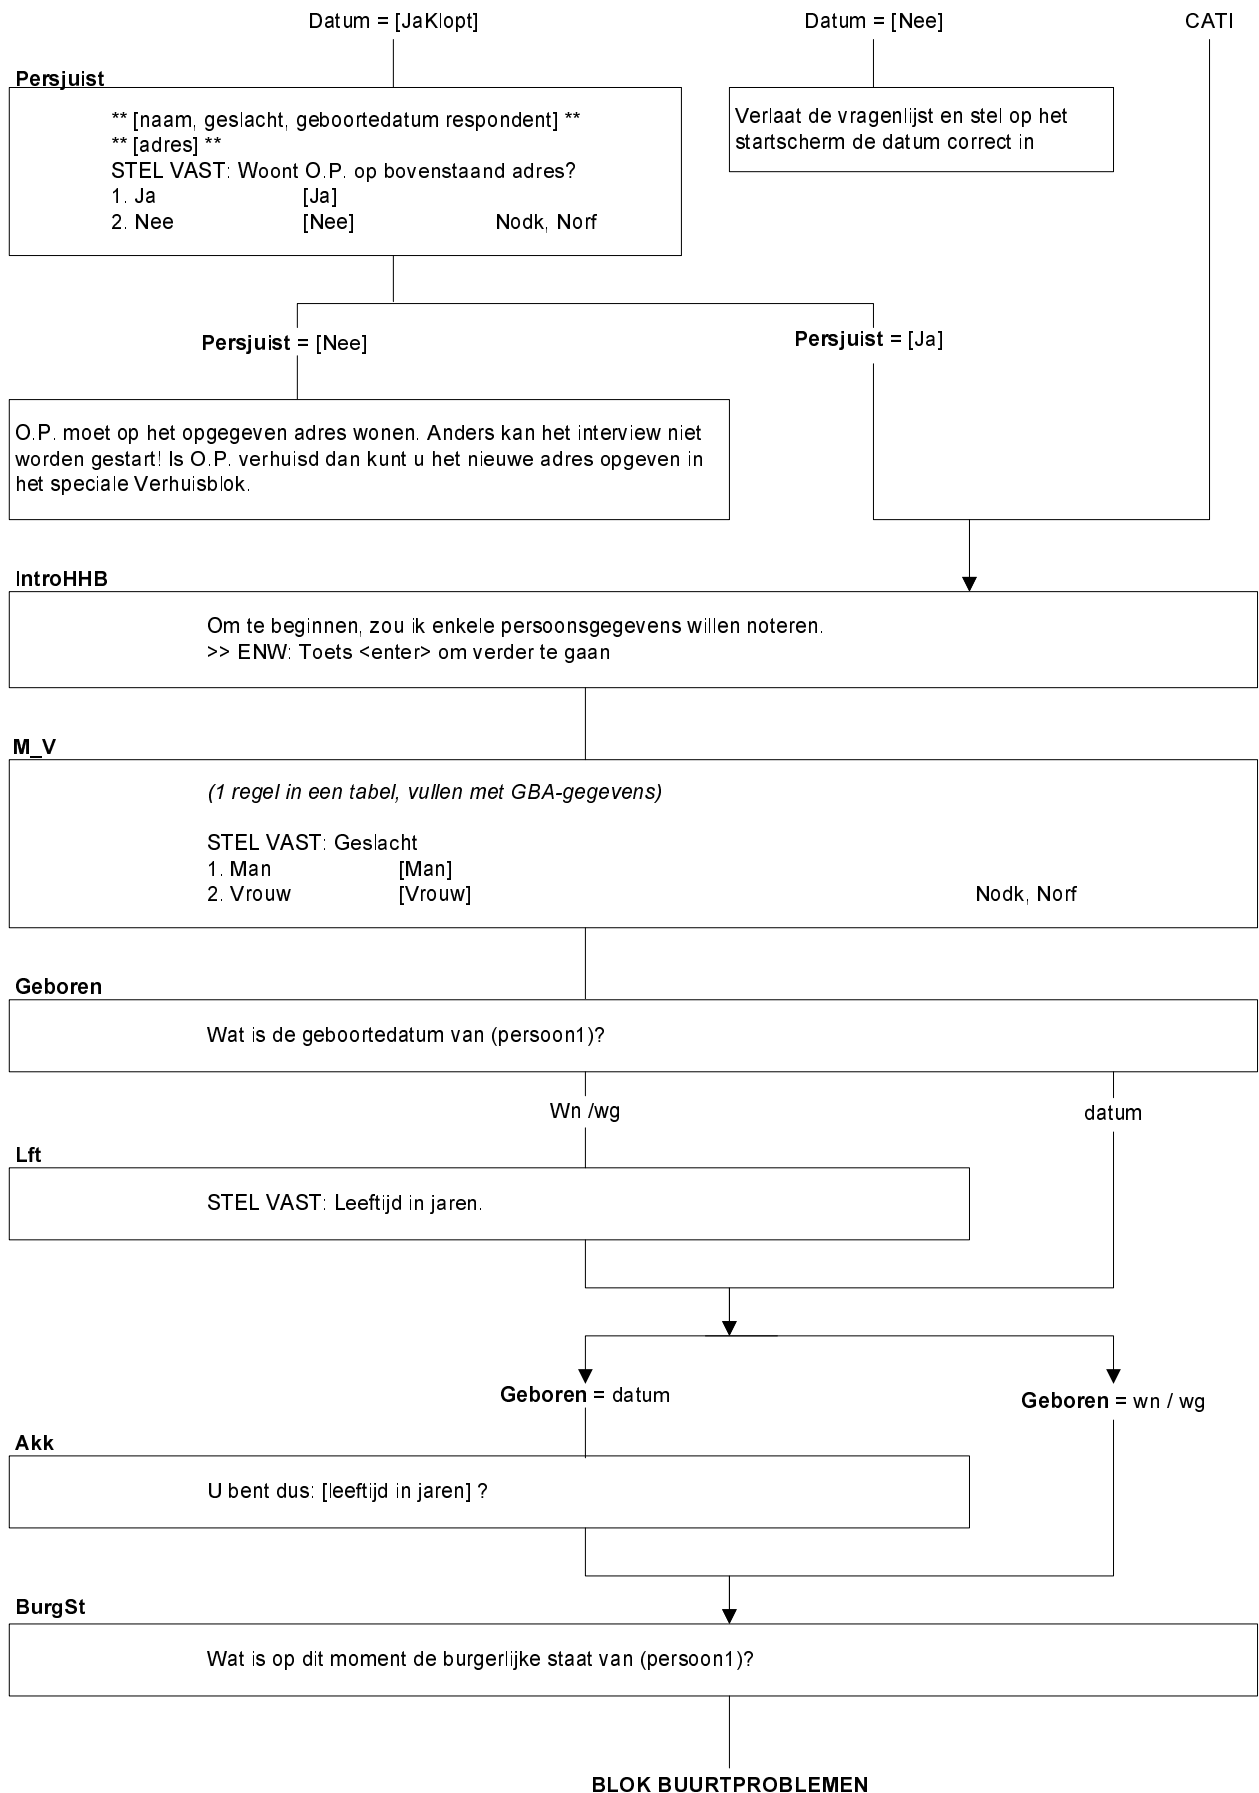 Datum = [JaKlopt]
Datum = [Nee]
CATI
Persjuist
** [naam, geslacht, geboortedatum respondent] **
** [adres] **
STEL VAST: Woont O.P. op bovenstaand adres?
1. Ja [Ja]
2. Nee [Nee] Nodk, Norf
Verlaat de vragenlijst en stel op het
startscherm de datum correct in
Persjuist = [Nee]
Persjuist = [Ja]
O.P. moet op het opgegeven adres wonen. Anders kan het interview niet
worden gestart! Is O.P. verhuisd dan kunt u het nieuwe adres opgeven in
het speciale Verhuisblok.
IntroHHB
Om te beginnen, zou ik enkele persoonsgegevens willen noteren.
>> ENW: Toets <enter> om verder te gaan
M_V
(1 regel in een tabel, vullen met GBA-gegevens)
STEL VAST: Geslacht
1. Man [Man]
2. Vrouw [Vrouw] Nodk, Norf
Geboren
Wat is de geboortedatum van (persoon1)?
Wn /wg
datum
Lft
STEL VAST: Leeftijd in jaren.
Geboren = datum
Geboren = wn / wg
Akk
U bent dus: [leeftijd in jaren] ?
BurgSt
Wat is op dit moment de burgerlijke staat van (persoon1)?
BLOK BUURTPROBLEMEN